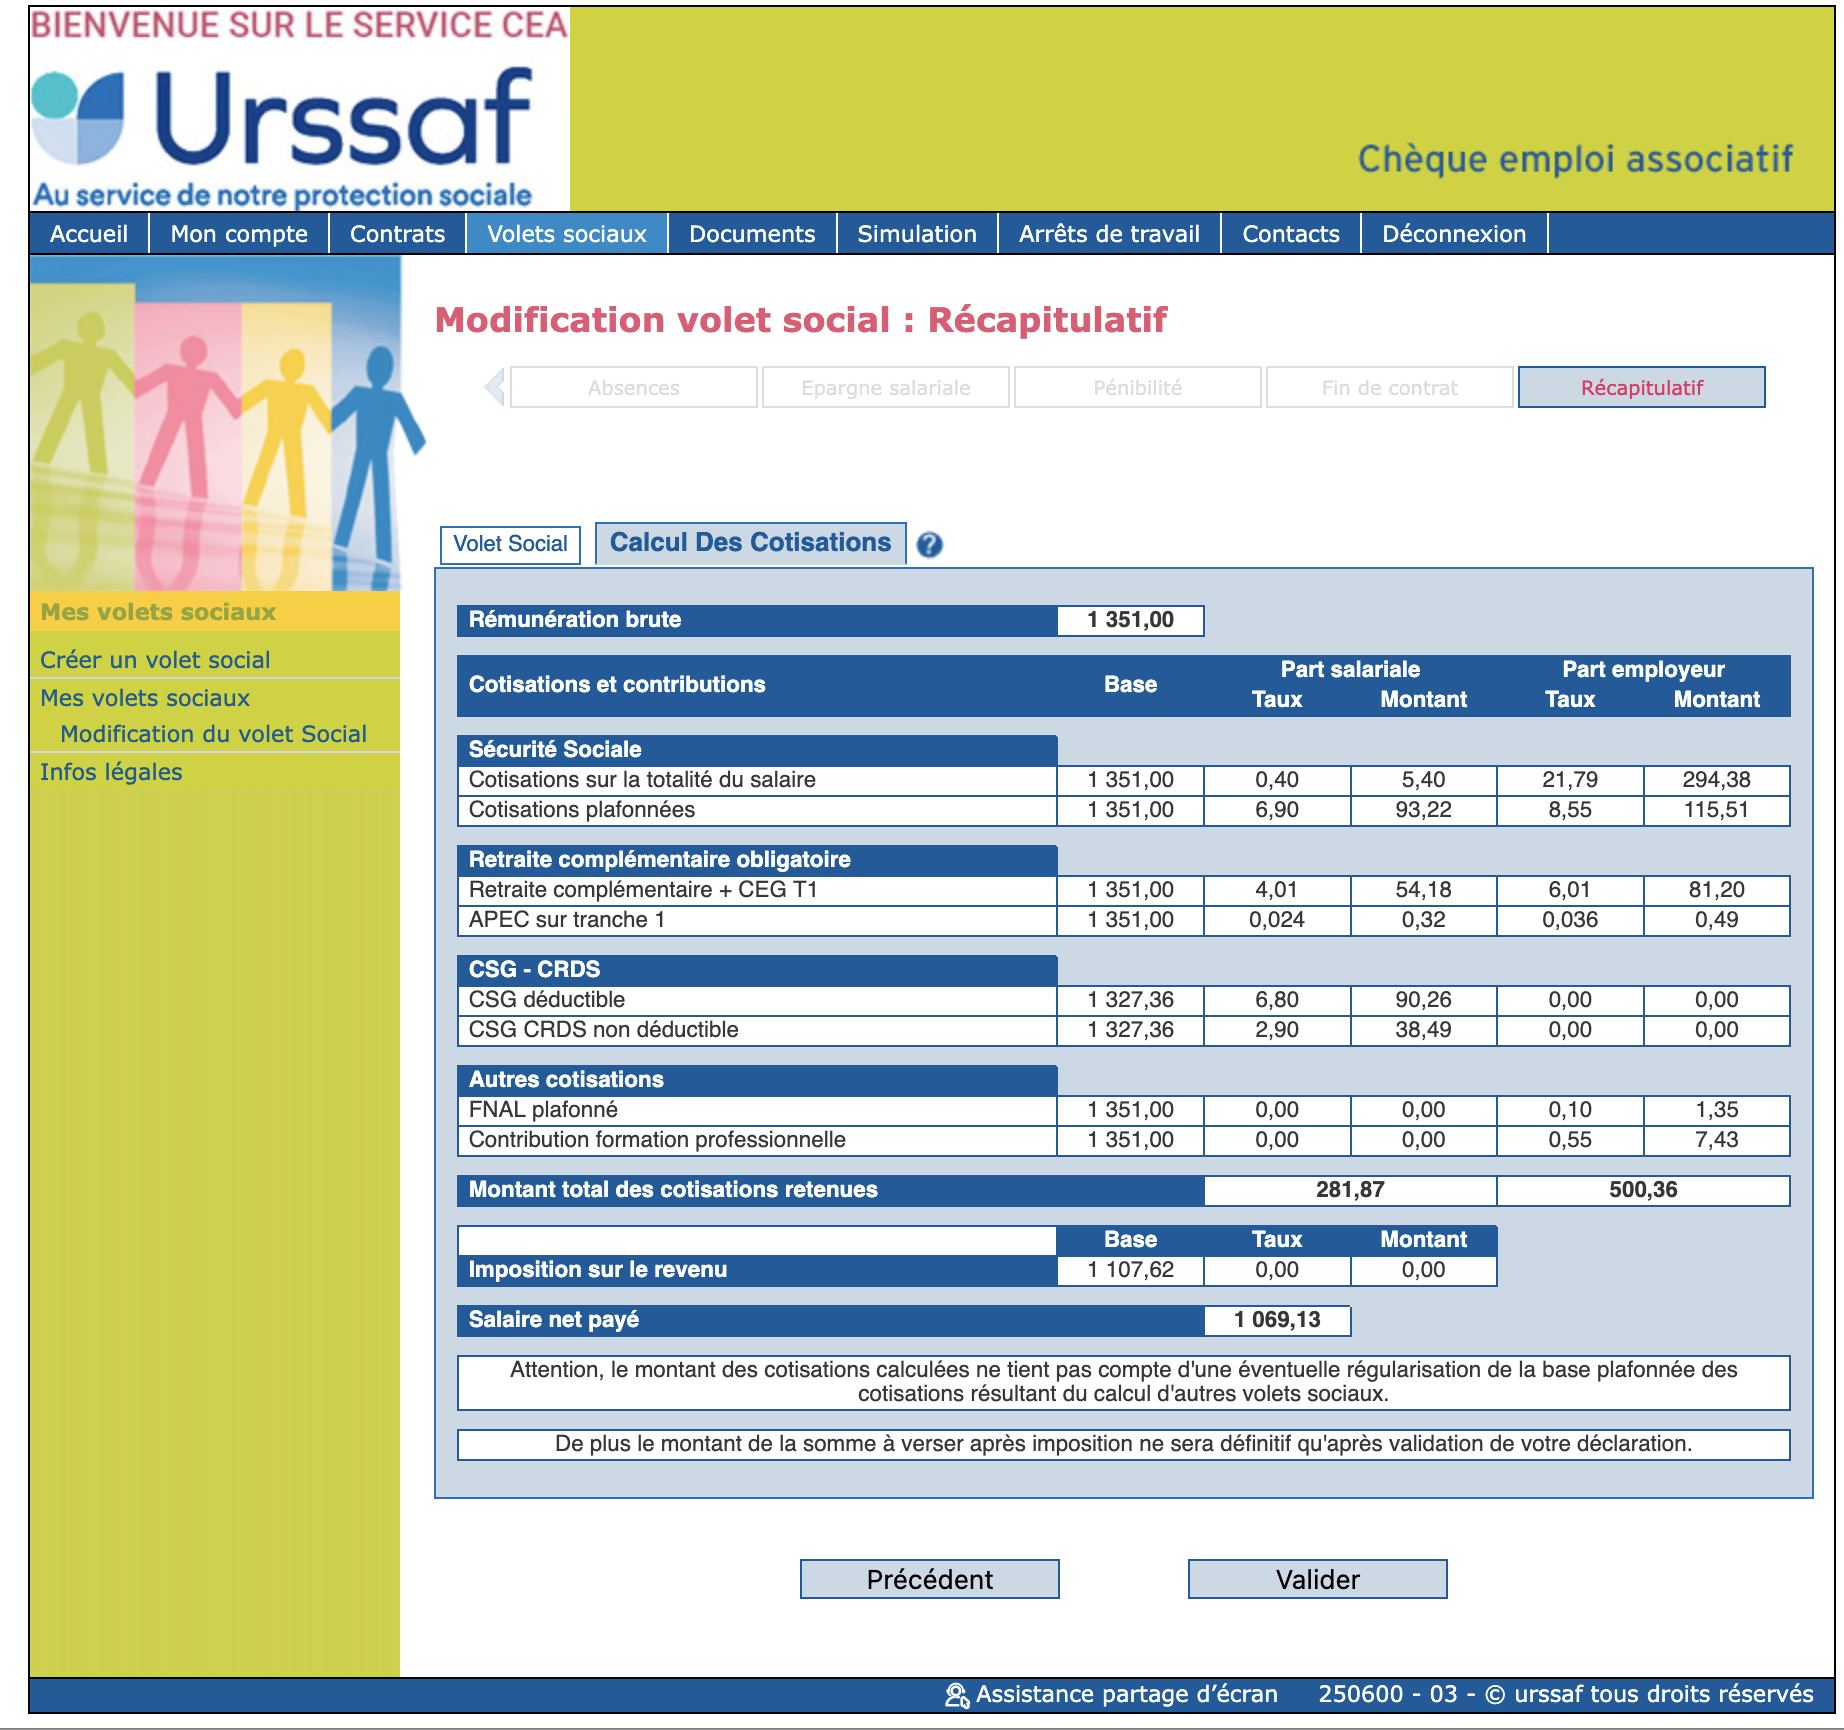 BIENVENUE SUR LE SERVICE CEA
Urssaf
Au service de notre protection sociale
Chèque emploi associatif
Accueil Mon compte Contrats Volets sociaux Documents Simulation Arrêts de travail Contacts Déconnexion
Modification volet social : Récapitulatif
Absences Epargne salariale Pénibilité Fin de contrat Récapitulatif
Mes volets sociaux
Créer un volet social
Mes volets sociaux
Modification du volet Social
Infos légales
Volet Social Calcul Des Cotisations ?
Rémunération brute 1 351,00
Cotisations et contributions Base Part salariale Part employeur
Taux Montant Taux Montant
Sécurité Sociale
Cotisations sur la totalité du salaire 1 351,00 0,40 5,40 21,79 294,38
Cotisations plafonnées 1 351,00 6,90 93,22 8,55 115,51
Retraite complémentaire obligatoire
Retraite complémentaire + CEG T1 1 351,00 4,01 54,18 6,01 81,20
APEC sur tranche 1 1 351,00 0,024 0,32 0,036 0,49
CSG - CRDS
CSG déductible 1 327,36 6,80 90,26 0,00 0,00
CSG CRDS non déductible 1 327,36 2,90 38,49 0,00 0,00
Autres cotisations
FNAL plafonné 1 351,00 0,00 0,00 0,10 1,35
Contribution formation professionnelle 1 351,00 0,00 0,00 0,55 7,43
Montant total des cotisations retenues 281,87 500,36
Base Taux Montant
Imposition sur le revenu 1 107,62 0,00 0,00
Salaire net payé 1 069,13
Attention, le montant des cotisations calculées ne tient pas compte d'une éventuelle régularisation de la base plafonnée des
cotisations résultant du calcul d'autres volets sociaux.
De plus le montant de la somme à verser après imposition ne sera définitif qu'après validation de votre déclaration.
Précédent Valider
Assistance partage d’écran 250600 - 03 - © urssaf tous droits réservés